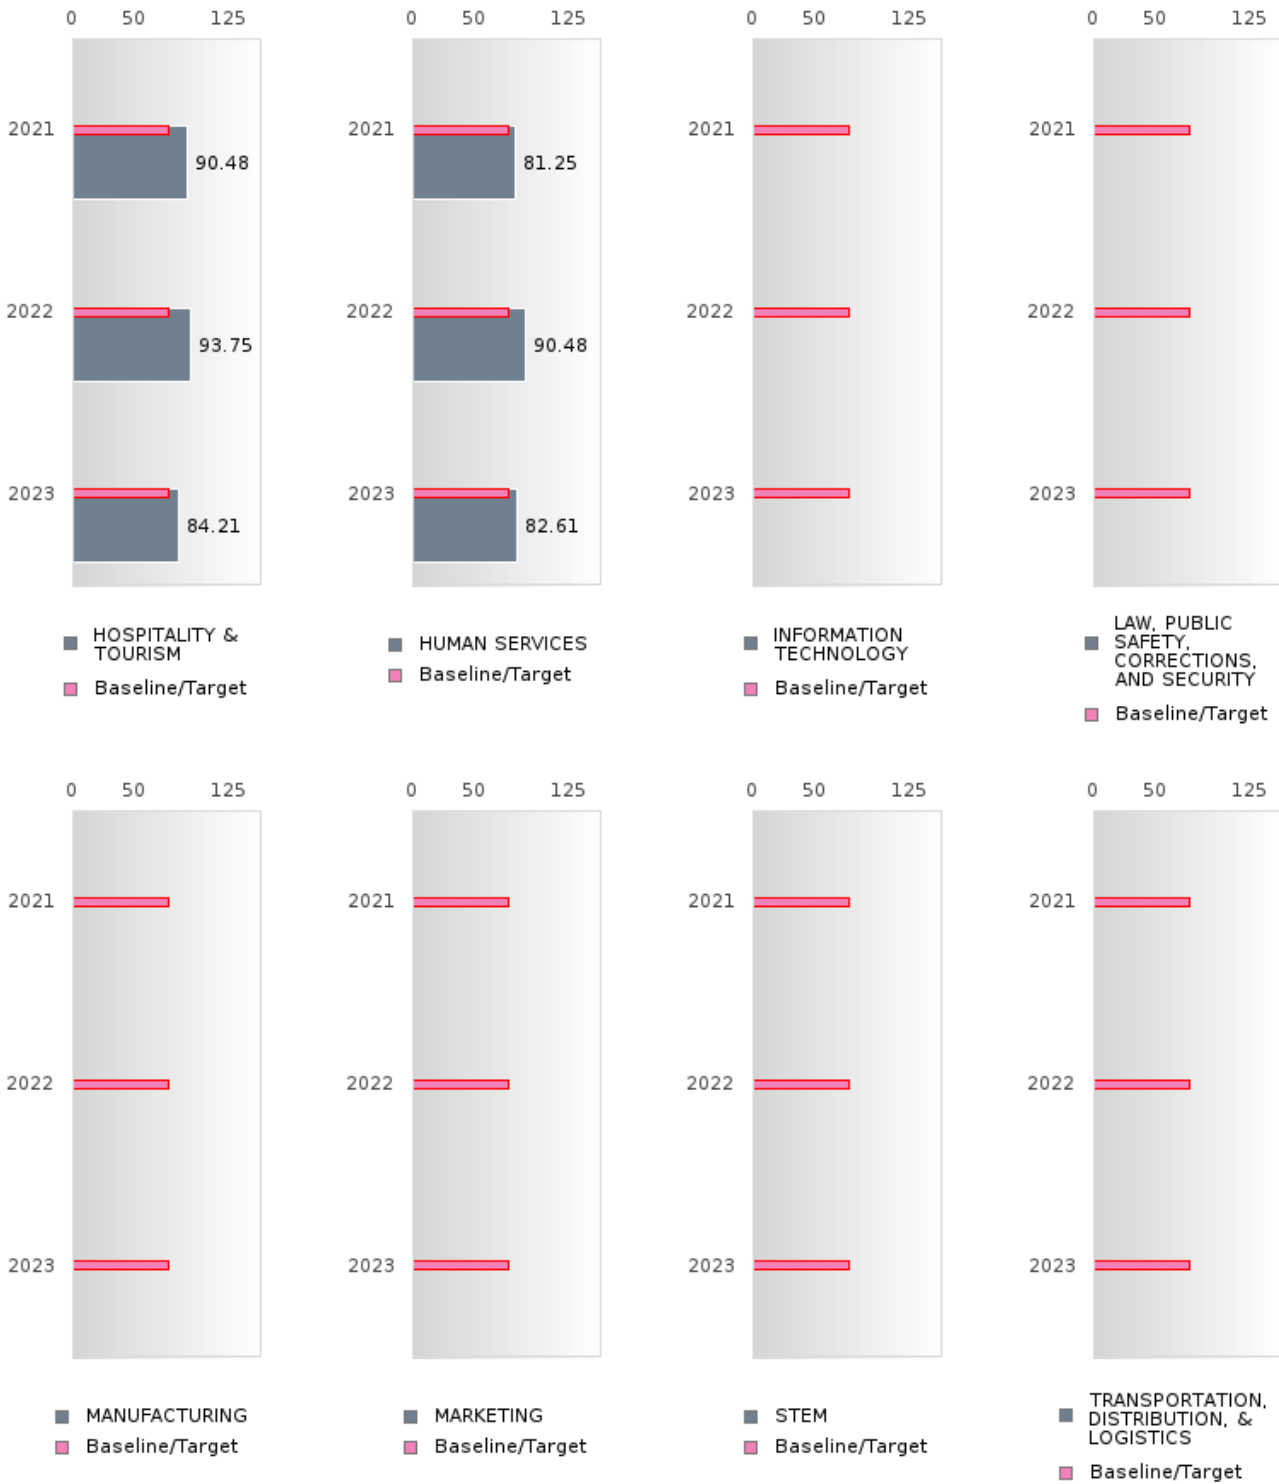 0 50 125
2021
90.48
2022
93.75
2023
84.21
HOSPITALITY &
TOURISM
Baseline/Target
0 50 125
2021
81.25
2022
90.48
2023
82.61
HUMAN SERVICES
Baseline/Target
0 50 125
2021
2022
2023
INFORMATION
TECHNOLOGY
Baseline/Target
0 50 125
2021
2022
2023
LAW, PUBLIC
SAFETY,
CORRECTIONS,
AND SECURITY
Baseline/Target
0 50 125
2021
2022
2023
MANUFACTURING
Baseline/Target
0 50 125
2021
2022
2023
MARKETING
Baseline/Target
0 50 125
2021
2022
2023
STEM
Baseline/Target
0 50 125
2021
2022
2023
TRANSPORTATION,
DISTRIBUTION, &
LOGISTICS
Baseline/Target